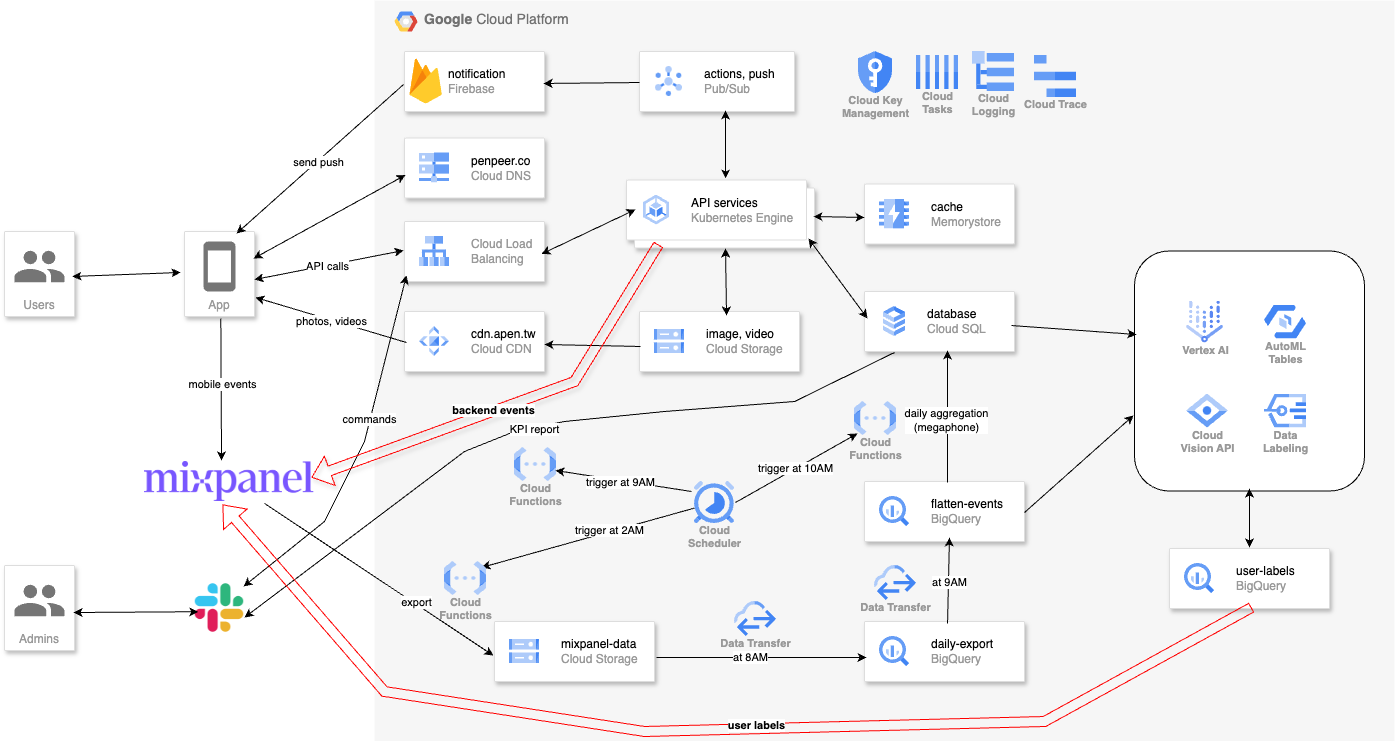 Google Cloud Platform
notification
Firebase
actions, push
Pub/Sub
Cloud Key
Management
Cloud
Tasks
Cloud
Logging
Cloud Trace
send push
penpeer.co
Cloud DNS
API services
Kubernetes Engine
cache
Memorystore
Users
App
API calls
Cloud Load
Balancing
photos, videos
cdn.apen.tw
Cloud CDN
image, video
Cloud Storage
database
Cloud SQL
Vertex AI
AutoML
Tables
Cloud
Vision API
Data
Labeling
mobile events
commands
backend events
KPI report
daily aggregation
(megaphone)
Cloud
Functions
trigger at 10AM
mixpanel
Cloud
Functions
trigger at 9AM
trigger at 2AM
Cloud
Scheduler
flatten-events
BigQuery
Cloud
Functions
export
Data Transfer
at 9AM
user-labels
BigQuery
Admins
mixpanel-data
Cloud Storage
Data Transfer
at 8AM
daily-export
BigQuery
user labels